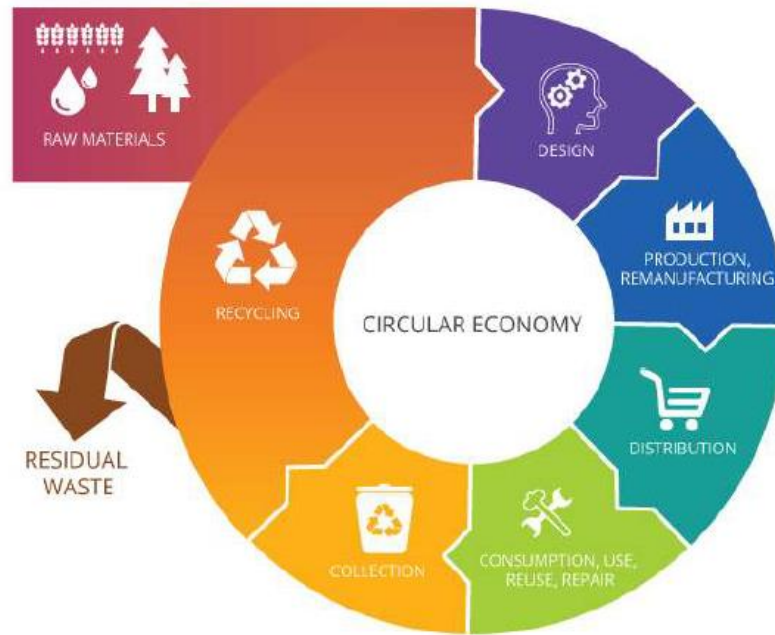 RAW MATERIALS
DESIGN
PRODUCTION,
REMANUFACTURING
RECYCLING
CIRCULAR ECONOMY
DISTRIBUTION
RESIDUAL
WASTE
COLLECTION
CONSUMPTION, USE,
REUSE, REPAIR